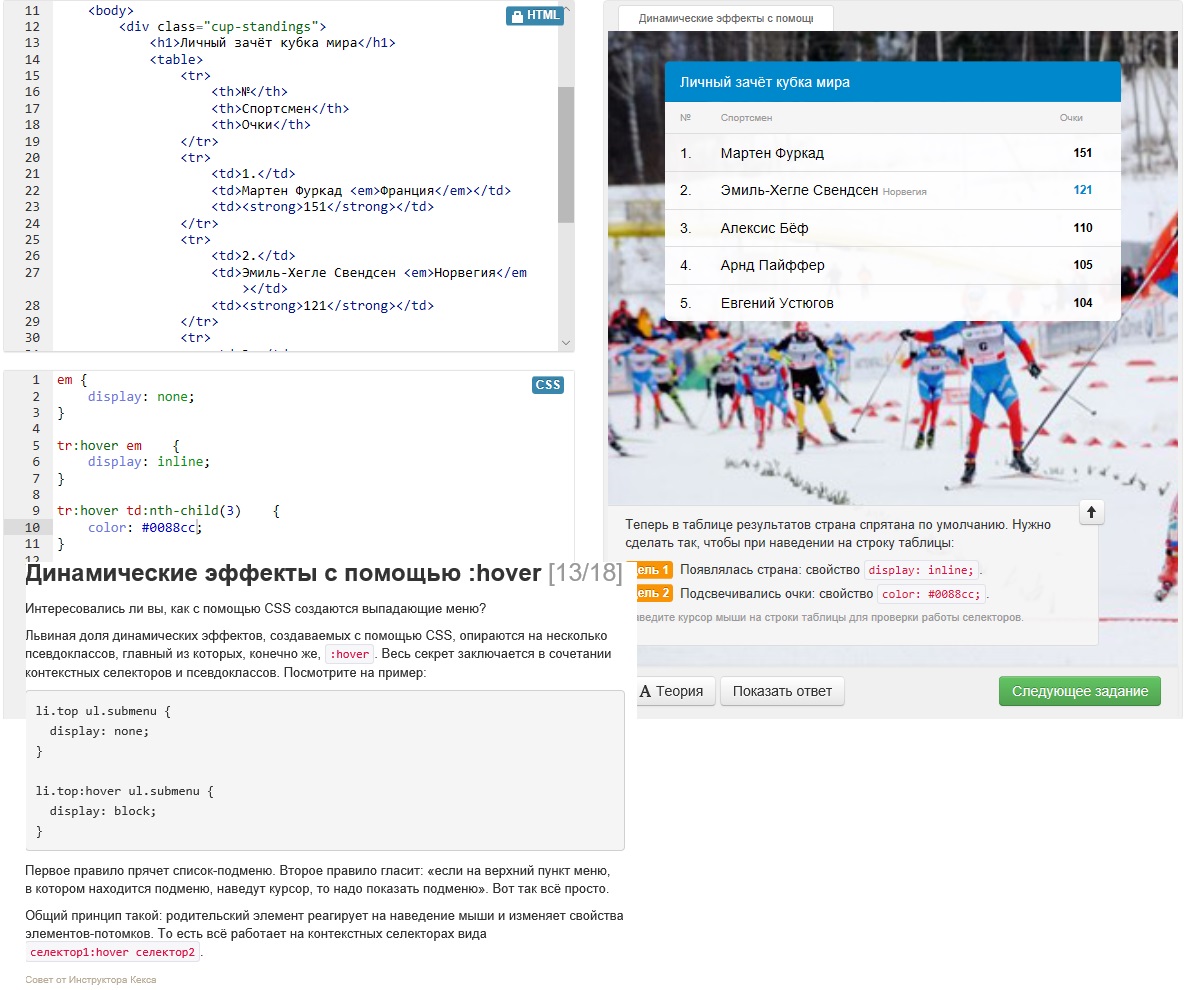 11 <body>
HTML
12 <div class="cup-standings">
13 <h1>Личный зачёт кубка мира</h1>
14 <table>
15 <tr>
16 <th>№</th>
17 <th>Спортсмен</th>
18 <th>Очки</th>
19 </tr>
20 <tr>
21 <td>1.</td>
22 <td>Мартен Фуркад <em>Франция</em></td>
23 <td><strong>151</strong></td>
24 </tr>
25 <tr>
26 <td>2.</td>
27 <td>Эмиль-Хегле Свендсен <em>Норвегия</em
></td>
28 <td><strong>121</strong></td>
29 </tr>
30 <tr>
CSS
1 em {
2 display: none;
3 }
4
5 tr:hover em {
6 display: inline;
7 }
8
9 tr:hover td:nth-child(3) {
10 color: #0088cc;
11 }
12
Динамические эффекты с помощы
Личный зачёт кубка мира
№ Спортсмен Очки
1. Мартен Фуркад 151
2. Эмиль-Хегле Свендсен Норвегия 121
3. Алексис Бёф 110
4. Арнд Пайффер 105
5. Евгений Устюгов 104
Теперь в таблице результатов страна спрятана по умолчанию. Нужно
сделать так, чтобы при наведении на строку таблицы:
ель 1 Появлялась страна: свойство display: inline; .
ель 2 Подсвечивались очки: свойство color: #0088cc; .
аведите курсор мыши на строки таблицы для проверки работы селекторов.
A Теория
Показать ответ
Следующее задание
Динамические эффекты с помощью :hover [13/18]
Интересовались ли вы, как с помощью CSS создаются выпадающие меню?
Львиная доля динамических эффектов, создаваемых с помощью CSS, опираются на несколько
псевдоклассов, главный из которых, конечно же, :hover . Весь секрет заключается в сочетании
контекстных селекторов и псевдоклассов. Посмотрите на пример:
li.top ul.submenu {
display: none;
}
li.top:hover ul.submenu {
display: block;
}
Первое правило прячет список-подменю. Второе правило гласит: «если на верхний пункт меню,
в котором находится подменю, наведут курсор, то надо показать подменю». Вот так всё просто.
Общий принцип такой: родительский элемент реагирует на наведение мыши и изменяет свойства
элементов-потомков. То есть всё работает на контекстных селекторах вида
селектор1:hover селектор2 .
Совет от Инструктора Кекса